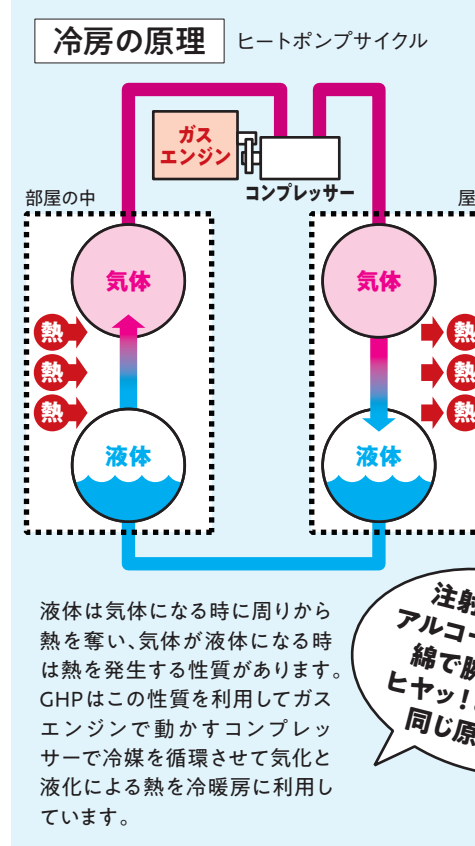 冷房の原理 ヒートポンプサイクル
ガス
エンジン
コンプレッサー
部屋の中
屋
気体
気体
熱
熱
熱
熱
熱
熱
液体
液体
液体は気体になる時に周りから
熱を奪い、気体が液体になる時
は熱を発生する性質があります。
GHPはこの性質を利用してガス
エンジンで動かすコンプレッ
サーで冷媒を循環させて気化と
液化による熱を冷暖房に利用し
ています。
注射
アルコー
綿で腕
ヒヤッ!
同じ原